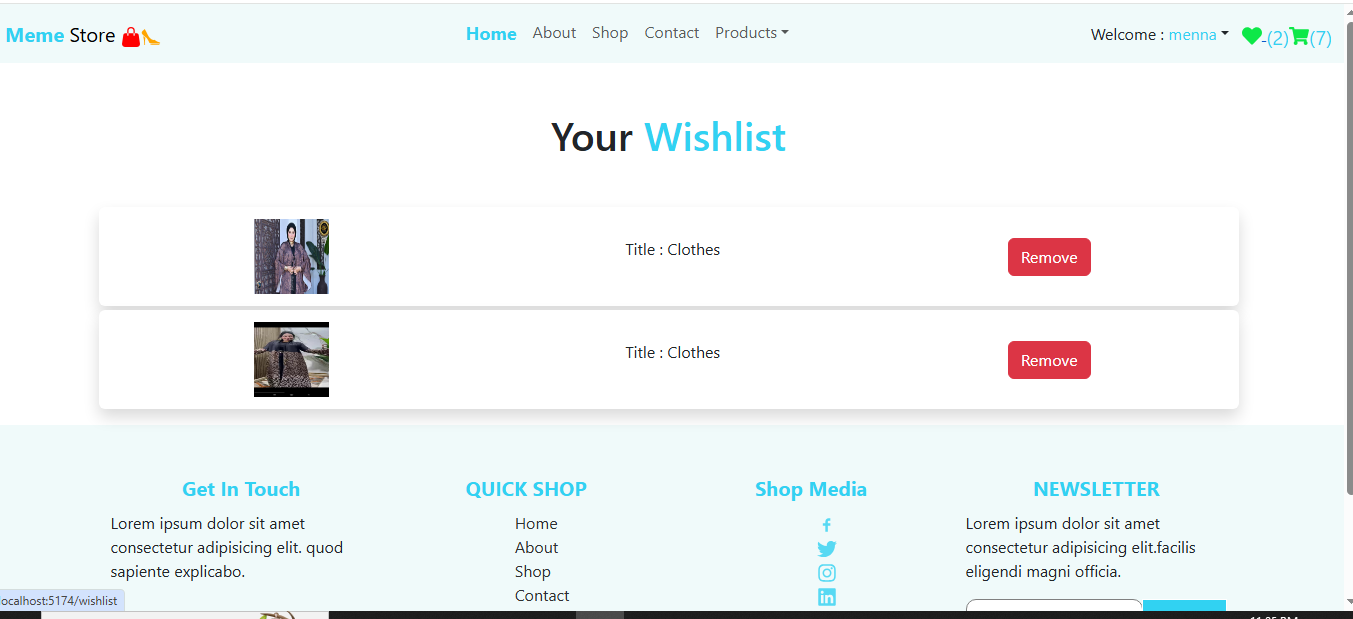 Meme Store
Home About Shop Contact Products
Welcome : menna (2) (7)
Your Wishlist
Title : Clothes
Remove
Title : Clothes
Remove
Get In Touch
Lorem ipsum dolor sit amet
consectetur adipisicing elit. quod
sapiente explicabo.
QUICK SHOP
Home
About
Shop
Contact
Shop Media
NEWSLETTER
Lorem ipsum dolor sit amet
consectetur adipisicing elit.facilis
eligendi magni officia.
localhost:5174/wishlist